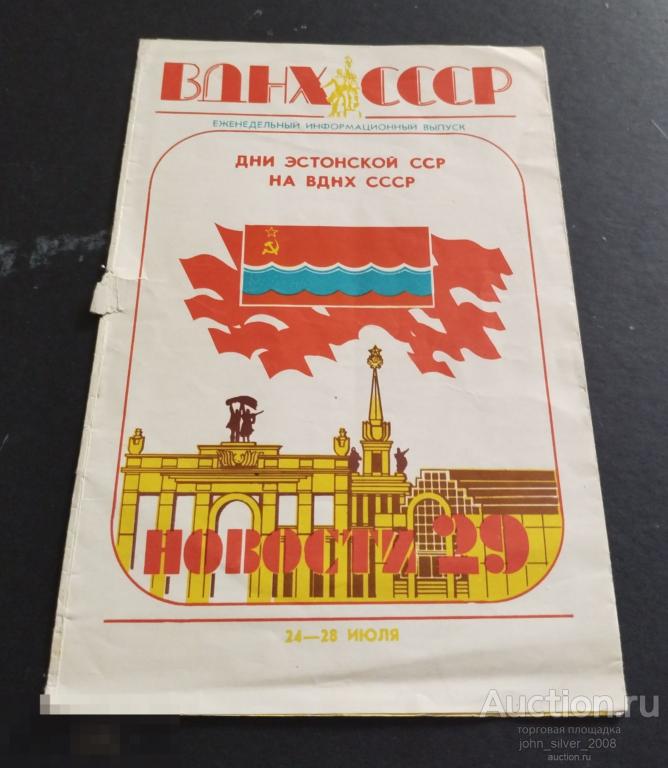 ВДНХ СССР
ЕЖЕНЕДЕЛЬНЫЙ ИНФОРМАЦИОННЫЙ ВЫПУСК
ДНИ ЭСТОНСКОЙ ССР
НА ВДНХ СССР
НОВОСТИ 29
24—28 ИЮЛЯ
Auction.ru
торговая площадка
john_silver_2008
auction.ru